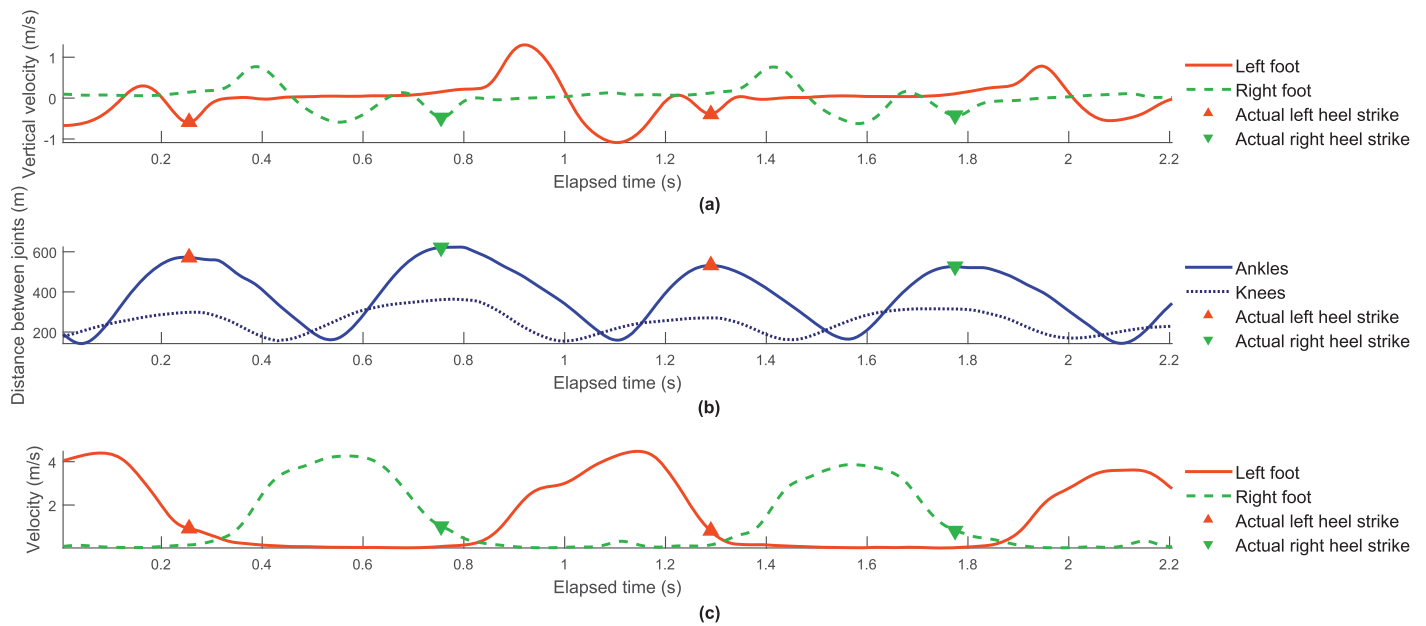 Vertical velocity (m/s)
1
0
-1
0.2 0.4 0.6 0.8 1 1.2 1.4 1.6 1.8 2 2.2
Elapsed time (s)
(a)
Left foot
Right foot
Actual left heel strike
Actual right heel strike
Distance between joints (m)
600
400
200
0.2 0.4 0.6 0.8 1 1.2 1.4 1.6 1.8 2 2.2
Elapsed time (s)
(b)
Ankles
Knees
Actual left heel strike
Actual right heel strike
Velocity (m/s)
4
2
0.2 0.4 0.6 0.8 1 1.2 1.4 1.6 1.8 2 2.2
Elapsed time (s)
(c)
Left foot
Right foot
Actual left heel strike
Actual right heel strike